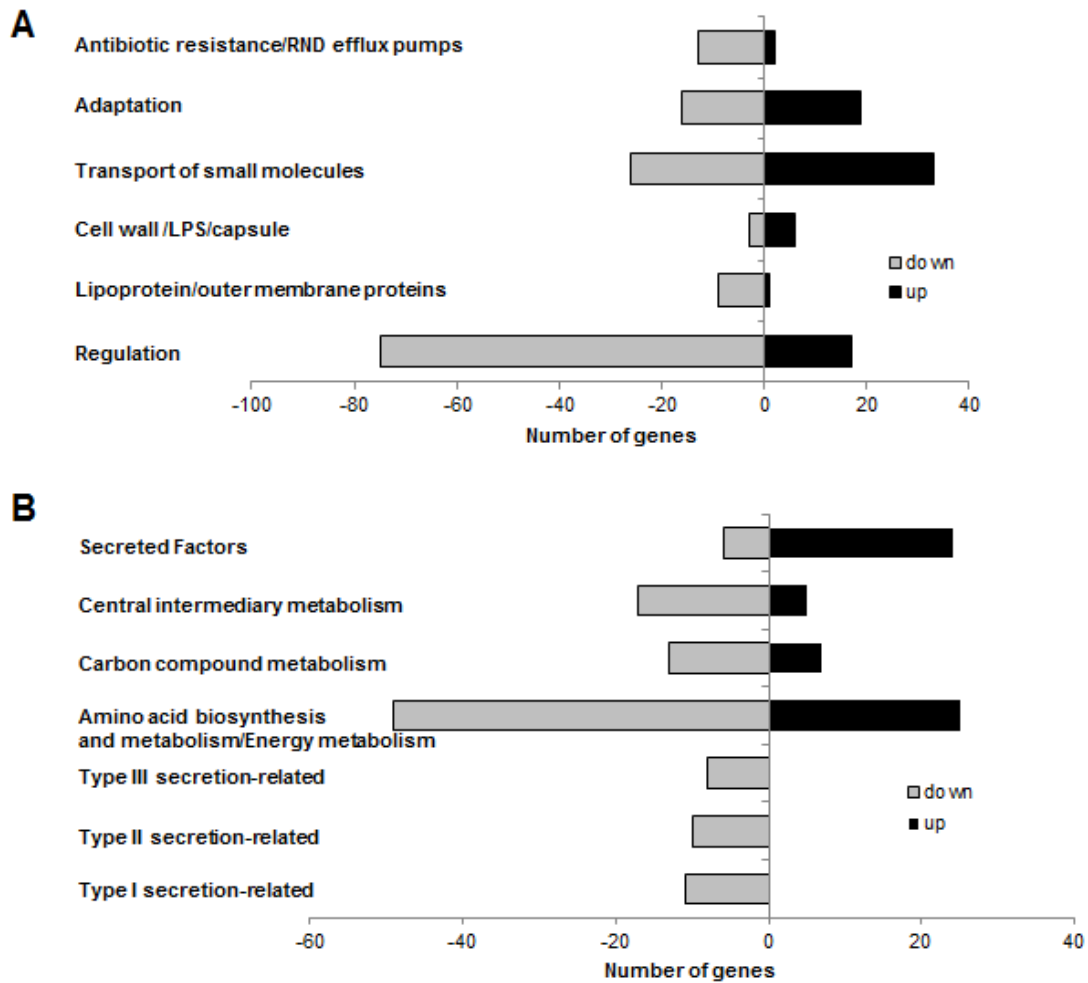 A
Antibiotic resistance/RND efflux pumps
Adaptation
Transport of small molecules
Cell wall/LPS/capsule
Lipoprotein/outer membrane proteins
Regulation
down
up
-100 -80 -60 -40 -20 0 20 40
Number of genes
B
Secreted Factors
Central intermediary metabolism
Carbon compound metabolism
Amino acid biosynthesis
and metabolism/Energy metabolism
Type III secretion-related
Type II secretion-related
Type I secretion-related
down
up
-60 -40 -20 0 20 40
Number of genes